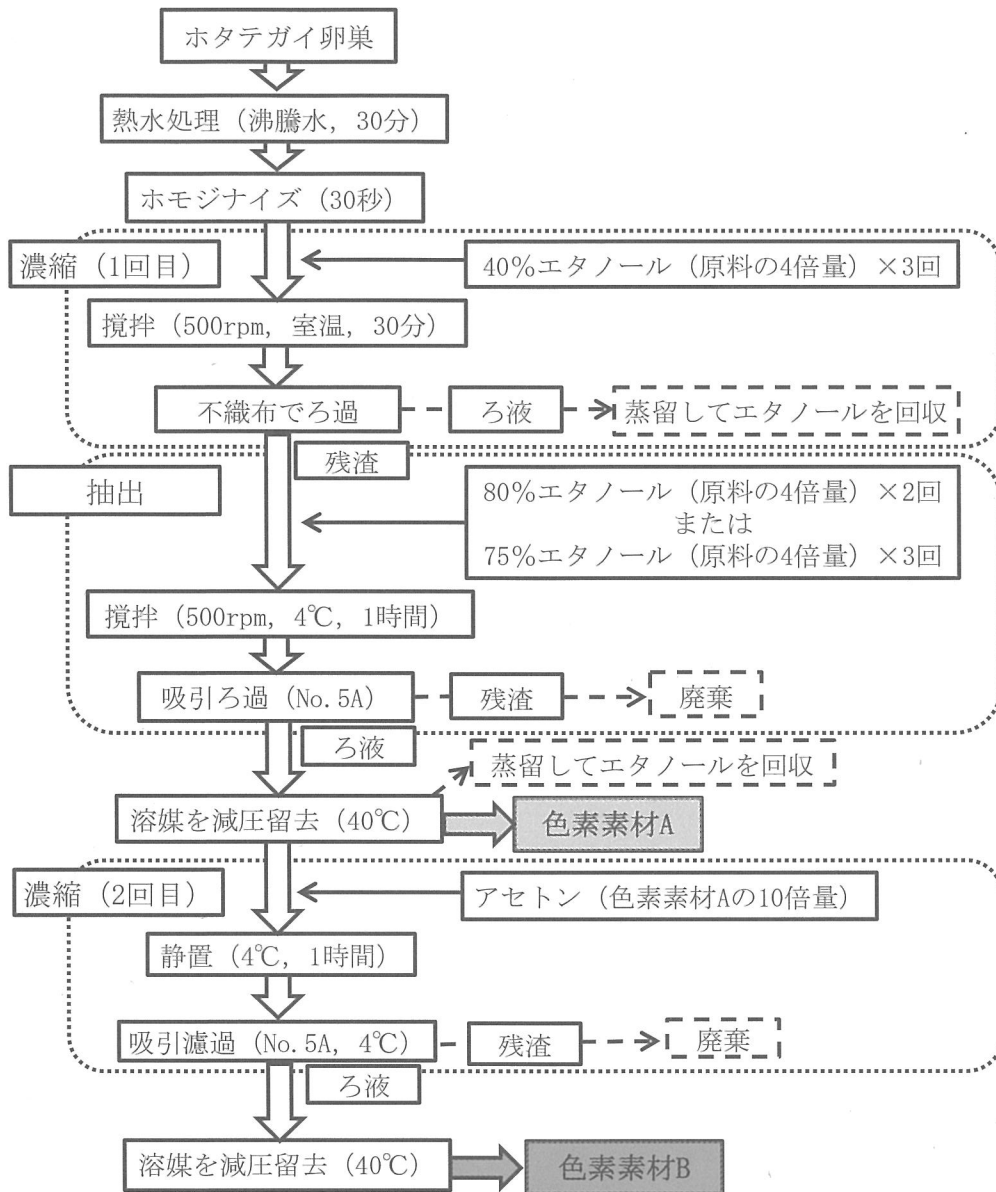 ホタテガイ卵巣
熱水処理（沸騰水, 30分）
ホモジナイズ（30秒）
濃縮（1回目）
40%エタノール（原料の4倍量）×3回
撹拌（500rpm, 室温, 30分）
不織布でろ過
ろ液
蒸留してエタノールを回収
残渣
抽出
80%エタノール（原料の4倍量）×2回
または
75%エタノール（原料の4倍量）×3回
撹拌（500rpm, 4℃, 1時間）
吸引ろ過（No.5A）
残渣
廃棄
ろ液
蒸留してエタノールを回収
溶媒を減圧留去（40℃）
色素素材A
濃縮（2回目）
アセトン（色素素材Aの10倍量）
静置（4℃, 1時間）
吸引濾過（No.5A, 4℃）
残渣
廃棄
ろ液
溶媒を減圧留去（40℃）
色素素材B